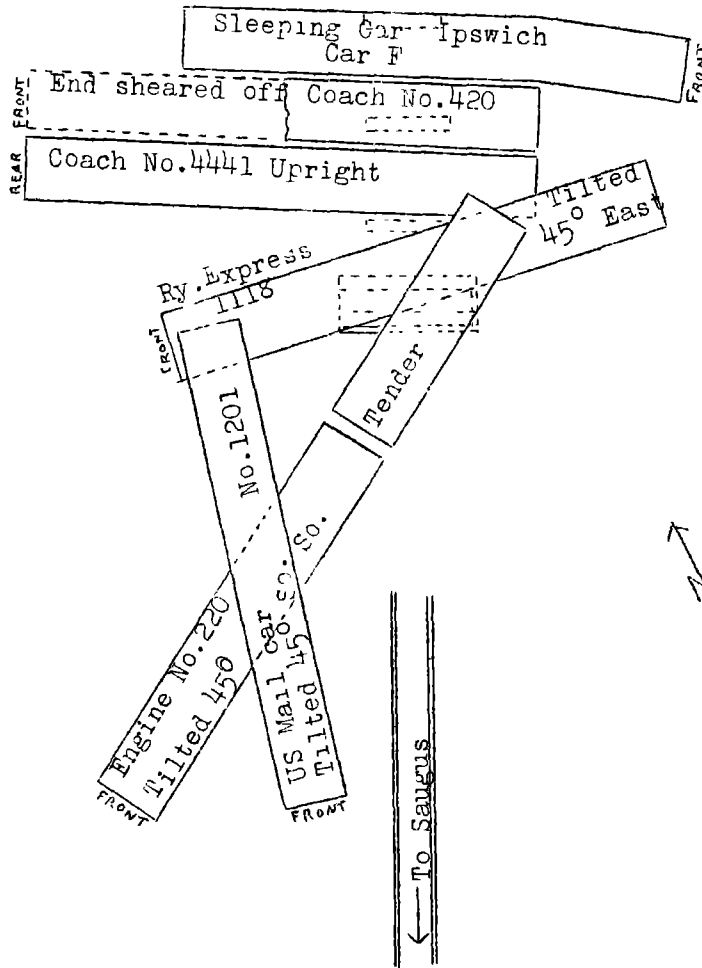 Sleeping Car--Ipswich
Car F
FRONT
FRONT
End sheared off Coach No.420
REAR
Coach No.4441 Upright
Tilted
45° East
Ry.Express
1118
FRONT
Tender
No.1201
US Mail car
Tilted 45° So. So.
Engine No.220
Tilted 45°
FRONT
FRONT
N
To Saugus